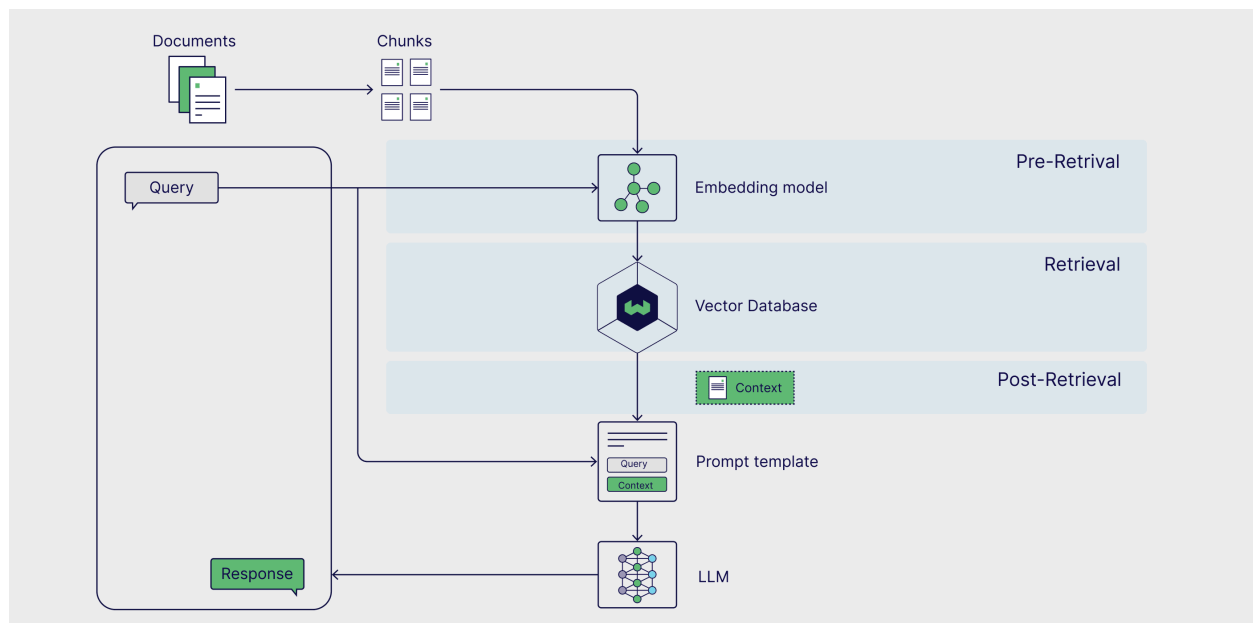 Documents
Chunks
Pre-Retrival
Query
Embedding model
Retrieval
Vector Database
Post-Retrieval
Context
Query
Context
Prompt template
Response
LLM